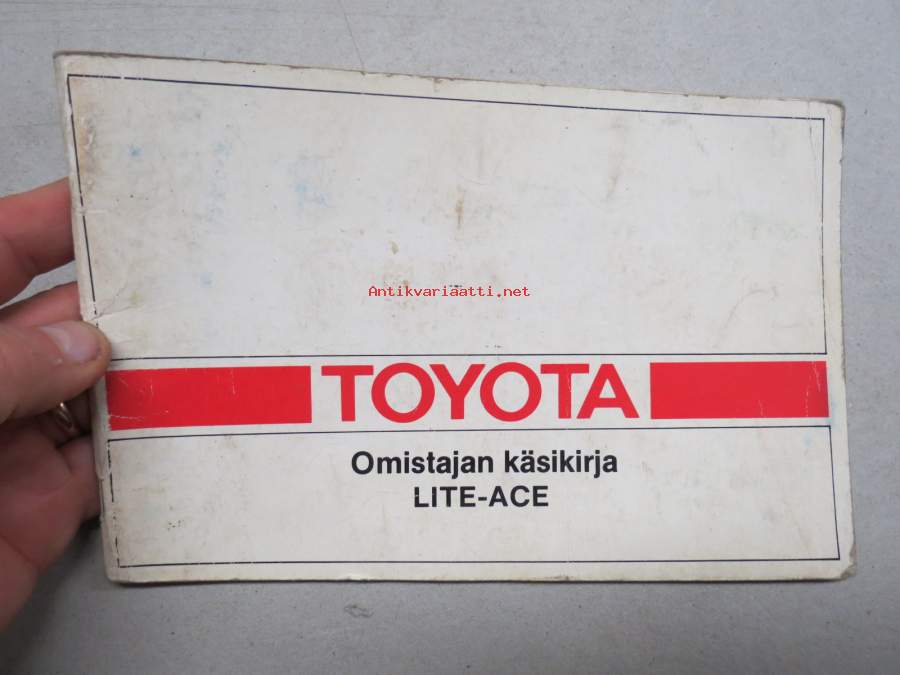 Antikvariaatti.net
TOYOTA
Omistajan käsikirja
LITE-ACE